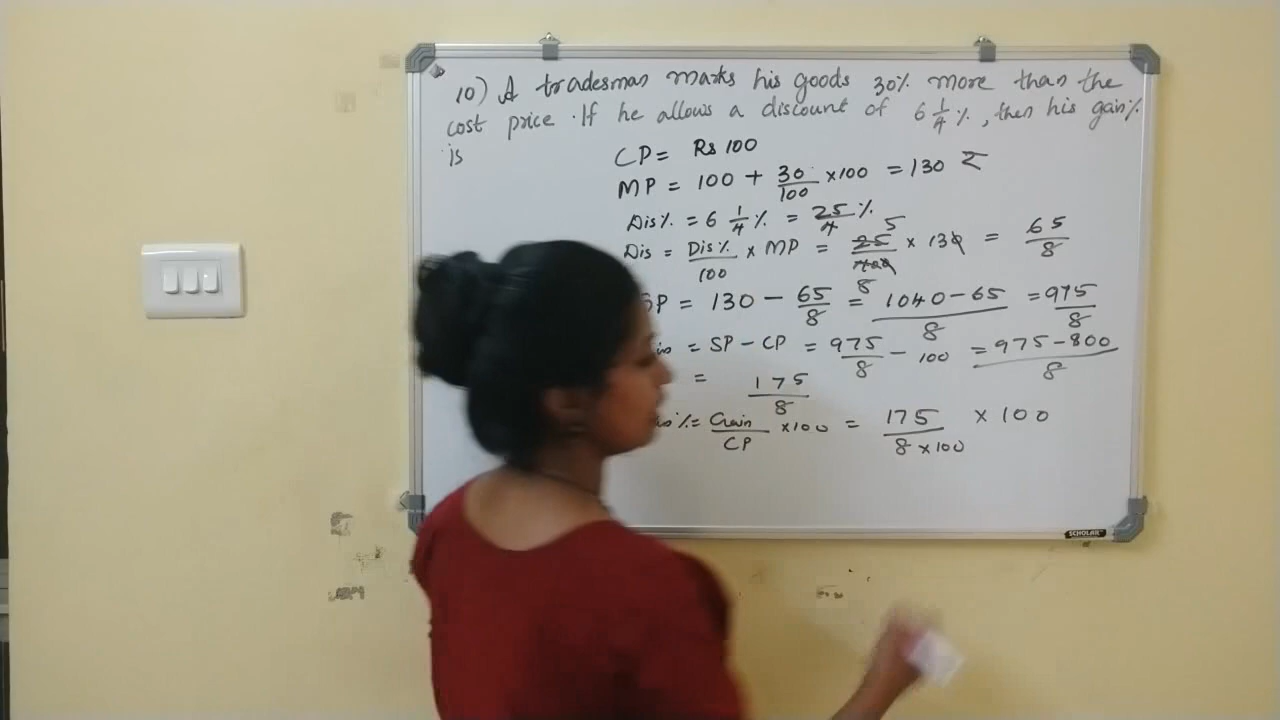 10) A tradesman marks his goods 30% more than the
cost price . If he allows a discount of 6 1/4 %, then his gain%
is
CP = Rs 100
MP = 100 + 30/100 ×100 = 130 ₹
Dis% = 6 1/4 % = 25/4 %
Dis = Dis%/100 × MP = 25/400 × 130 = 65/8
5
8
SP = 130 − 65/8 = 1040−65/8 = 975/8
= SP − CP = 975/8 − 100 = 975−800/8
= 175/8
%= Gain/CP ×100 = 175/8×100 × 100
SCHOLAR